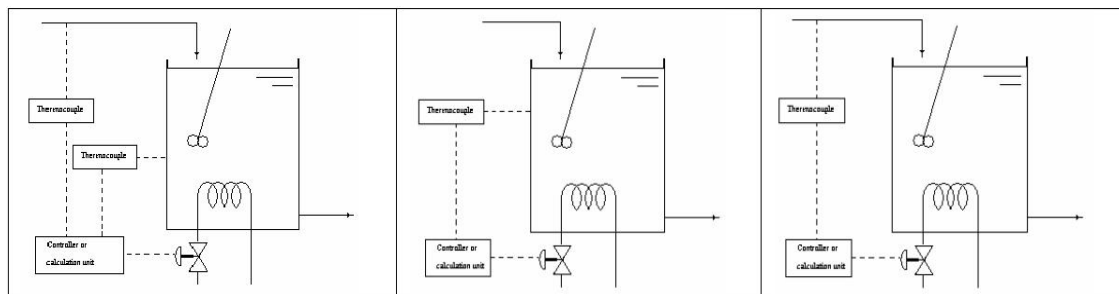 Thermocouple
Thermocouple
Controller or
calculation unit
Thermocouple
Controller or
calculation unit
Thermocouple
Controller or
calculation unit